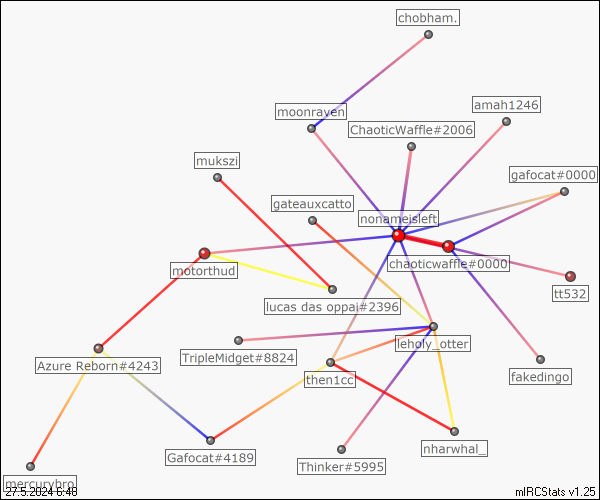 chobham.
amah1246
moonraven
ChaoticWaffle#2006
mukszi
gafocat#0000
gateauxcatto
nonameisleft
chaoticwaffle#0000
motorthud
tt532
lucas das oppai#2396
leholy_otter
TripleMidget#8824
Azure Reborn#4243
then1cc
fakedingo
nharwhal_
Gafocat#4189
Thinker#5995
mercurybro
27.5.2024 6:48 mIRCStats v1.25